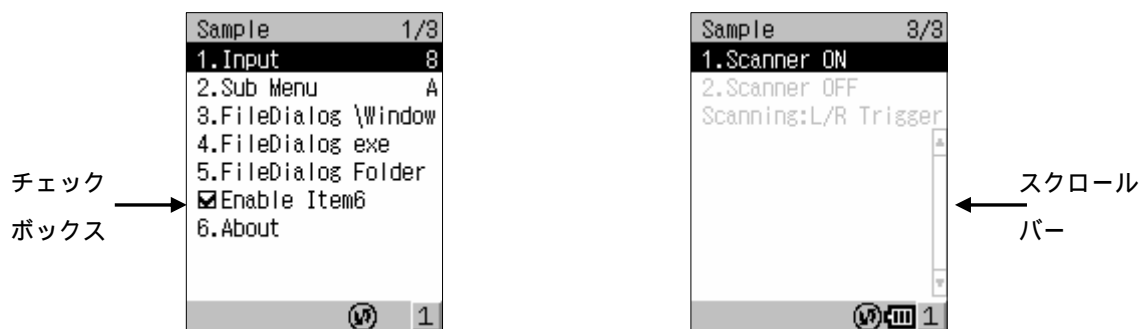 Sample 1/3
1.Input 8
2.Sub Menu A
3.FileDialog \Window
4.FileDialog exe
5.FileDialog Folder
Enable Item6
6.About
1
チェック
ボックス
Sample 3/3
1.Scanner ON
2.Scanner OFF
Scanning:L/R Trigger
1
スクロール
バー